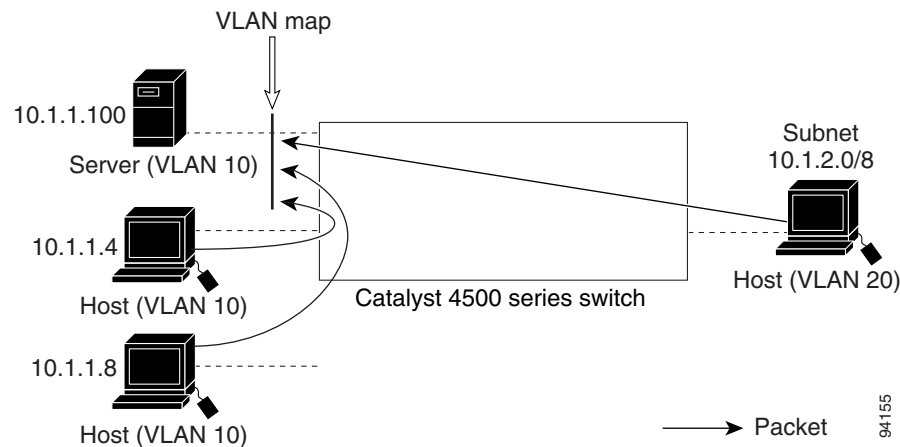 VLAN map
10.1.1.100
Server (VLAN 10)
Subnet
10.1.2.0/8
10.1.1.4
Host (VLAN 10)
Host (VLAN 20)
Catalyst 4500 series switch
10.1.1.8
Host (VLAN 10)
Packet
94155